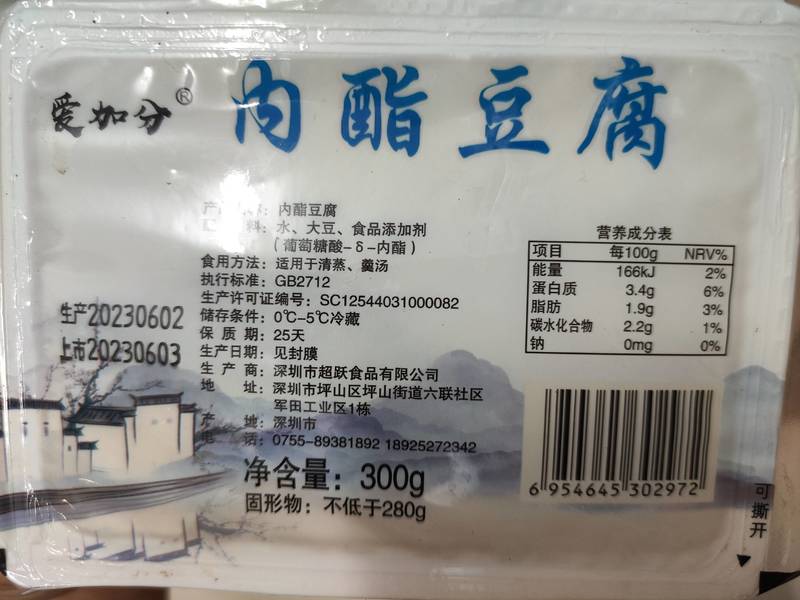 爱加分®
内酯豆腐
产 : 内酯豆腐
料: 水、大豆、食品添加剂
(葡萄糖酸-δ-内酯)
食用方法: 适用于清蒸、羹汤
执行标准: GB2712
生产许可证编号: SC12544031000082
储存条件: 0℃-5℃冷藏
保 质 期: 25天
生产日期: 见封膜
生 产 商: 深圳市超跃食品有限公司
地 址: 深圳市坪山区坪山街道六联社区
军田工业区1栋
产 地: 深圳市
电 话: 0755-89381892 18925272342
净含量: 300g
固形物: 不低于280g
生产20230602
上市20230603
营养成分表
项目 每100g NRV%
能量 166kJ 2%
蛋白质 3.4g 6%
脂肪 1.9g 3%
碳水化合物 2.2g 1%
钠 0mg 0%
6 954645 302972
可撕开